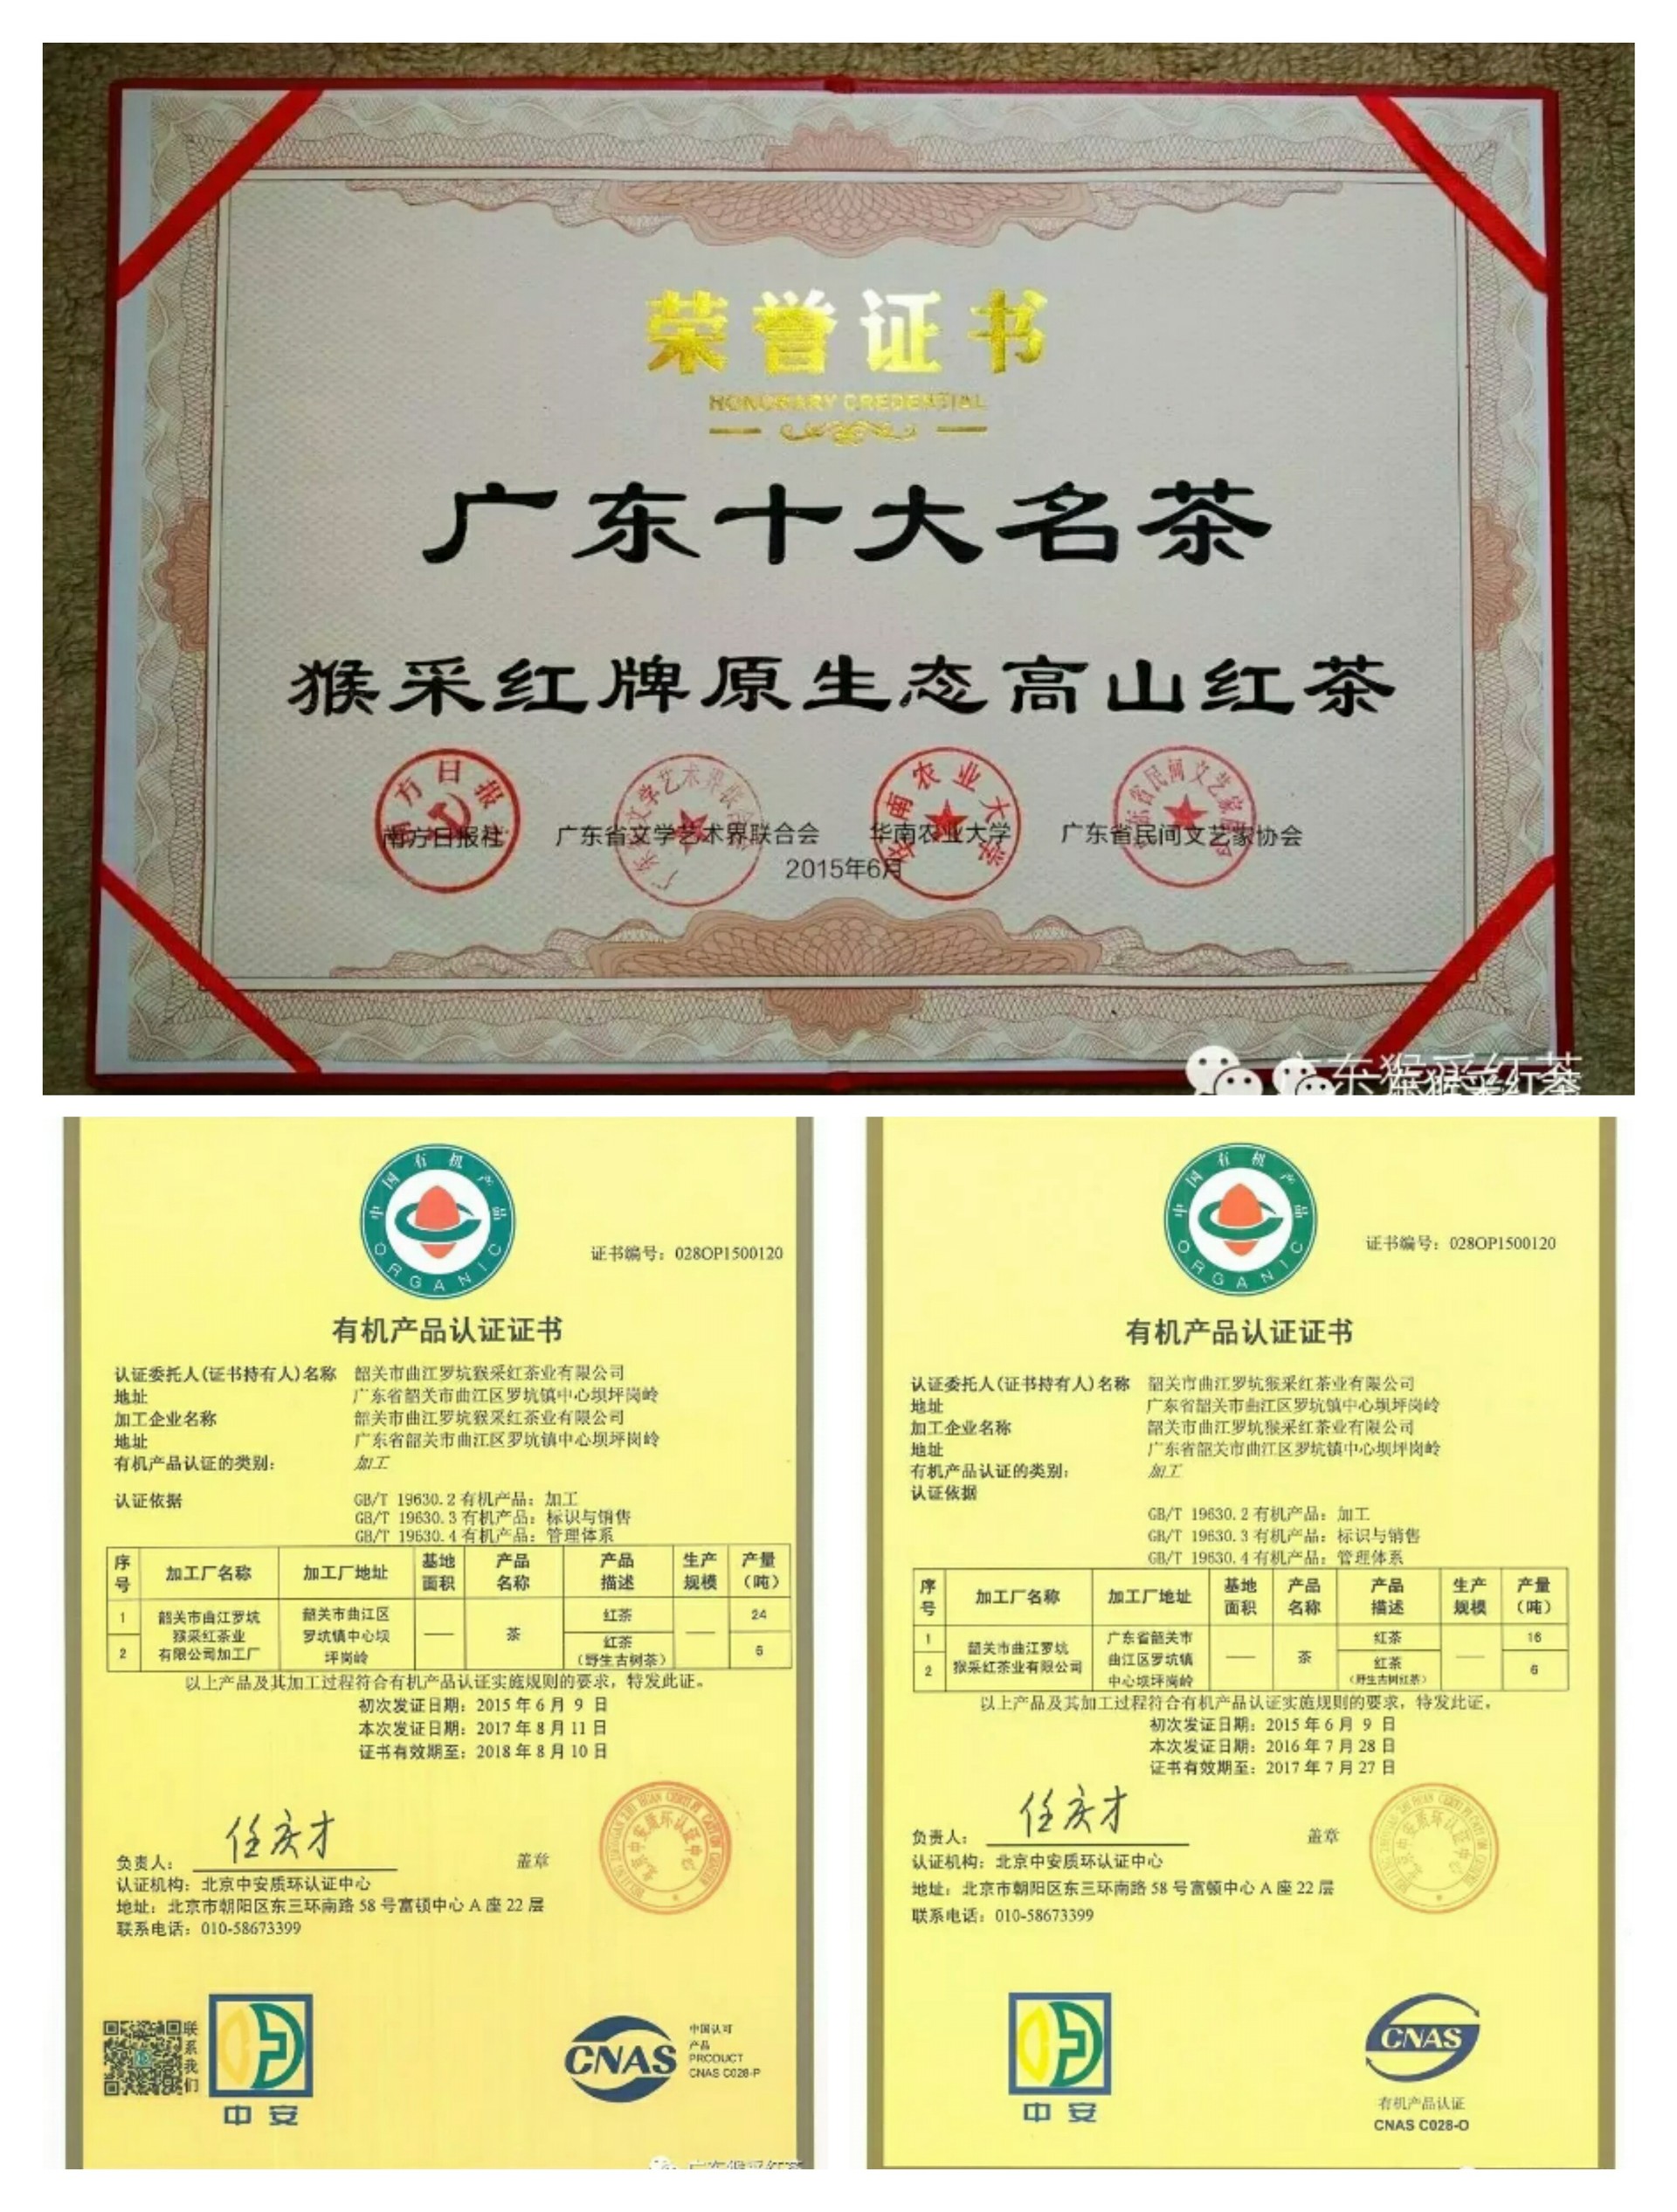 荣誉证书
HONORARY CREDENTIAL
广东十大名茶
猴采红牌原生态高山红茶
南方日报社 广东省文学艺术界联合会 华南农业大学 广东省民间文艺家协会
2015年6月
广东猴采红茶
中国有机产品
ORGANIC
证书编号：028OP1500120
有机产品认证证书
认证委托人(证书持有人)名称 韶关市曲江罗坑猴采红茶业有限公司
地址 广东省韶关市曲江区罗坑镇中心坝坪岗岭
加工企业名称 韶关市曲江罗坑猴采红茶业有限公司
地址 广东省韶关市曲江区罗坑镇中心坝坪岗岭
有机产品认证的类别： 加工
认证依据 GB/T 19630.2有机产品：加工
GB/T 19630.3有机产品：标识与销售
GB/T 19630.4有机产品：管理体系
序号 加工厂名称 加工厂地址 基地面积 产品名称 产品描述 生产规模 产量（吨）
1 韶关市曲江罗坑猴采红茶业有限公司加工厂 韶关市曲江区罗坑镇中心坝坪岗岭 —— 茶 红茶 —— 24
2 红茶（野生古树茶） 6
以上产品及其加工过程符合有机产品认证实施规则的要求，特发此证。
初次发证日期：2015年6月9日
本次发证日期：2017年8月11日
证书有效期至：2018年8月10日
任庆才
负责人： 盖章
认证机构：北京中安质环认证中心
地址：北京市朝阳区东三环南路58号富顿中心A座22层
联系电话：010-58673399
联系我们
中安
CNAS
中国认可
产品
PRODUCT
CNAS C028-P
广东猴采红茶
中国有机产品
ORGANIC
证书编号：028OP1500120
有机产品认证证书
认证委托人(证书持有人)名称 韶关市曲江罗坑猴采红茶业有限公司
地址 广东省韶关市曲江区罗坑镇中心坝坪岗岭
加工企业名称 韶关市曲江罗坑猴采红茶业有限公司
地址 广东省韶关市曲江区罗坑镇中心坝坪岗岭
有机产品认证的类别： 加工
认证依据
GB/T 19630.2有机产品：加工
GB/T 19630.3有机产品：标识与销售
GB/T 19630.4有机产品：管理体系
序号 加工厂名称 加工厂地址 基地面积 产品名称 产品描述 生产规模 产量（吨）
1 韶关市曲江罗坑猴采红茶业有限公司 广东省韶关市曲江区罗坑镇中心坝坪岗岭 —— 茶 红茶 —— 16
2 红茶（野生古树红茶） 6
以上产品及其加工过程符合有机产品认证实施规则的要求，特发此证。
初次发证日期：2015年6月9日
本次发证日期：2016年7月28日
证书有效期至：2017年7月27日
任庆才
负责人： 盖章
认证机构：北京中安质环认证中心
地址：北京市朝阳区东三环南路58号富顿中心A座22层
联系电话：010-58673399
中安
CNAS
有机产品认证
CNAS C028-O